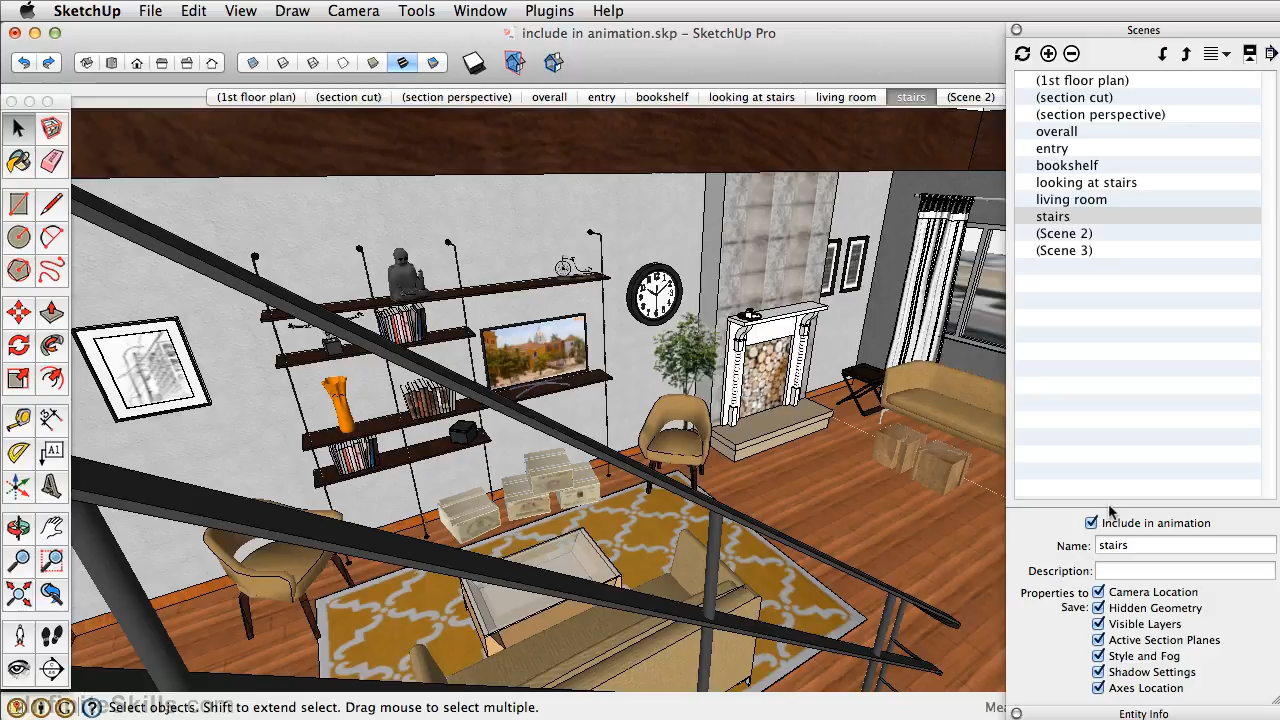 SketchUp File Edit View Draw Camera Tools Window Plugins Help
include in animation.skp – SketchUp Pro
Scenes
(1st floor plan) (section cut) (section perspective) overall entry bookshelf looking at stairs living room stairs (Scene 2)
(1st floor plan)
(section cut)
(section perspective)
overall
entry
bookshelf
looking at stairs
living room
stairs
(Scene 2)
(Scene 3)
A1
Include in animation
Name: stairs
Description:
Properties to Save:
Camera Location
Hidden Geometry
Visible Layers
Active Section Planes
Style and Fog
Shadow Settings
Axes Location
InfiniteSkills.com
Select objects. Shift to extend select. Drag mouse to select multiple.
Mea
Entity Info